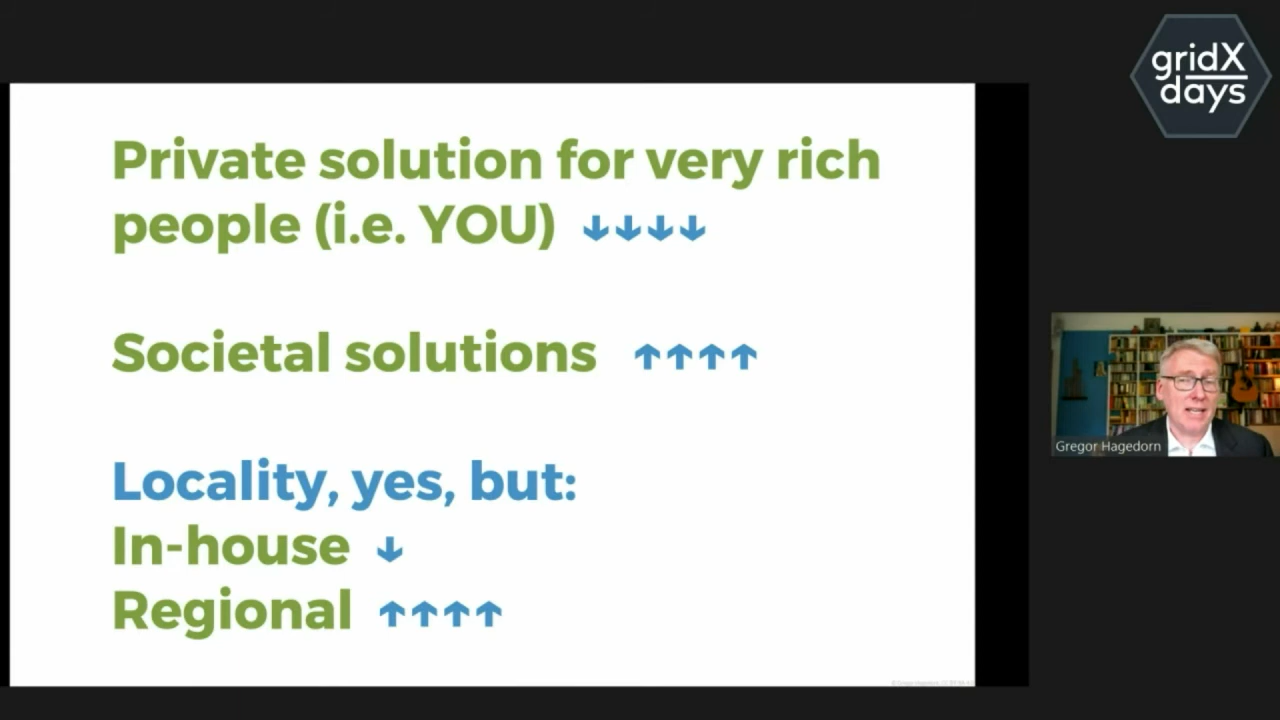 gridX
days
Private solution for very rich
people (i.e. YOU) ↓↓↓↓
Societal solutions ↑↑↑↑
Locality, yes, but:
In-house ↓
Regional ↑↑↑↑
Gregor Hagedorn